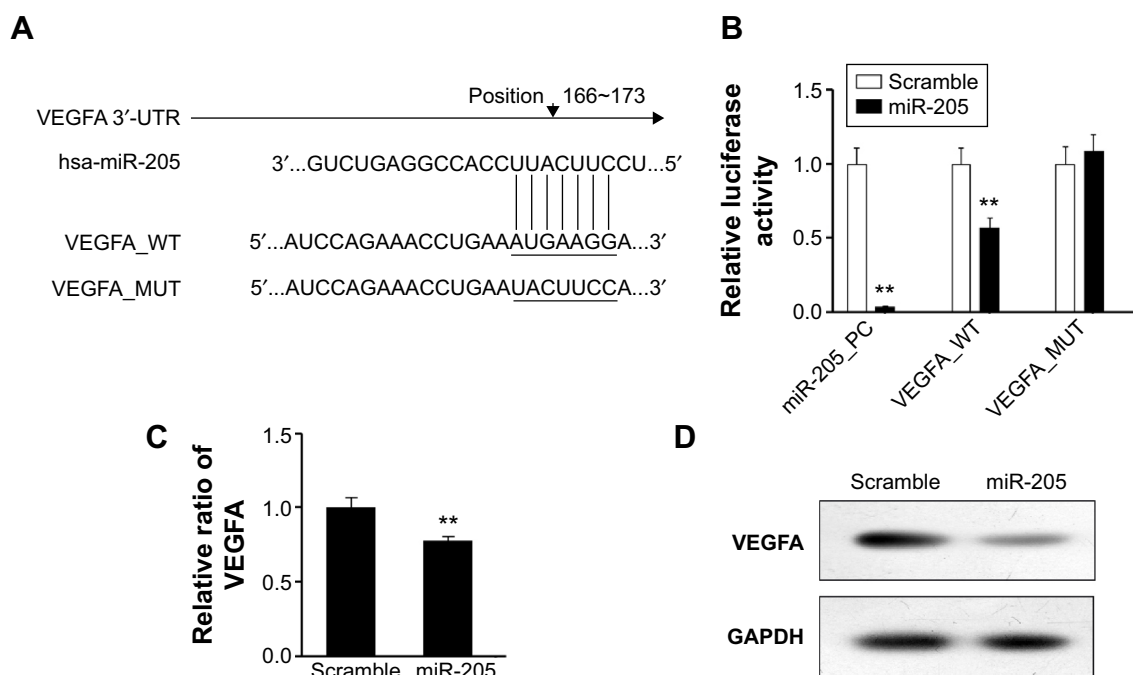 A
Position 166~173
VEGFA 3′-UTR
hsa-miR-205 3′...GUCUGAGGCCACCUUACUUCCU...5′
VEGFA_WT 5′...AUCCAGAAACCUGAAAUGAAGGA...3′
VEGFA_MUT 5′...AUCCAGAAACCUGAAUACUUCCA...3′
B
Scramble
miR-205
Relative luciferase
activity
1.5
1.0
0.5
0.0
**
**
miR-205_PC
VEGFA_WT
VEGFA_MUT
C
Relative ratio of
VEGFA
1.5
1.0
0.5
0.0
**
Scramble miR-205
D
Scramble miR-205
VEGFA
GAPDH